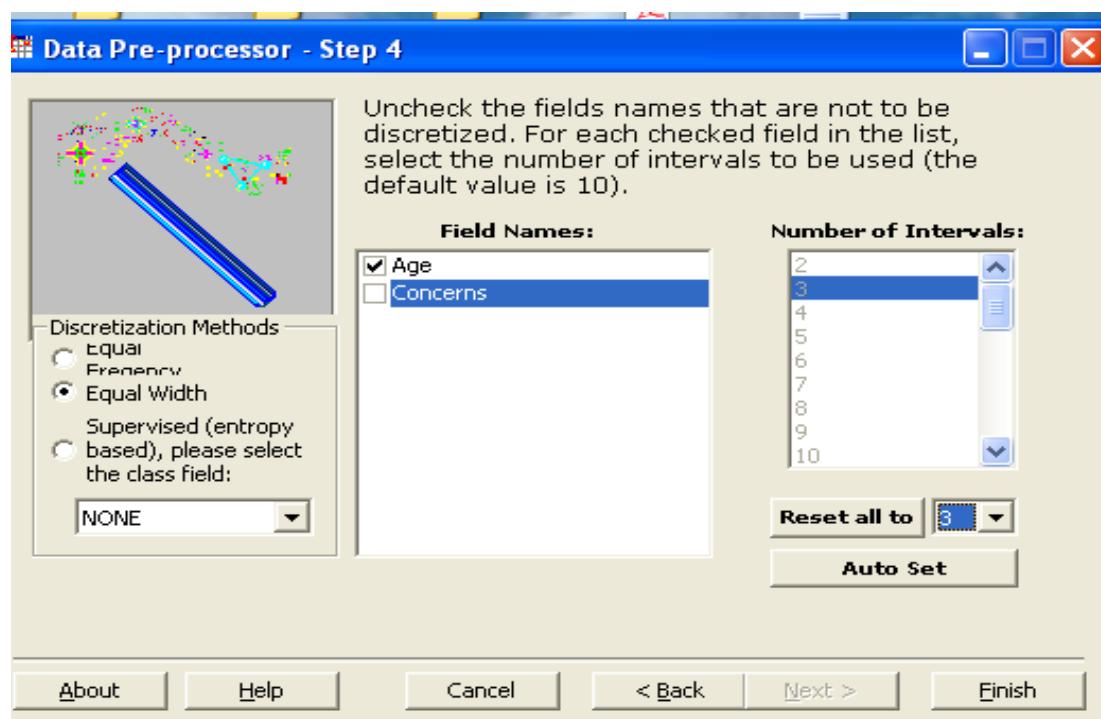 Data Pre-processor - Step 4
Uncheck the fields names that are not to be
discretized. For each checked field in the list,
select the number of intervals to be used (the
default value is 10).
Field Names:
Number of Intervals:
Age
Concerns
2
3
4
5
6
7
8
9
10
Discretization Methods
Equal
Freqency
Equal Width
Supervised (entropy
based), please select
the class field:
NONE
Reset all to
3
Auto Set
About
Help
Cancel
< Back
Next >
Finish